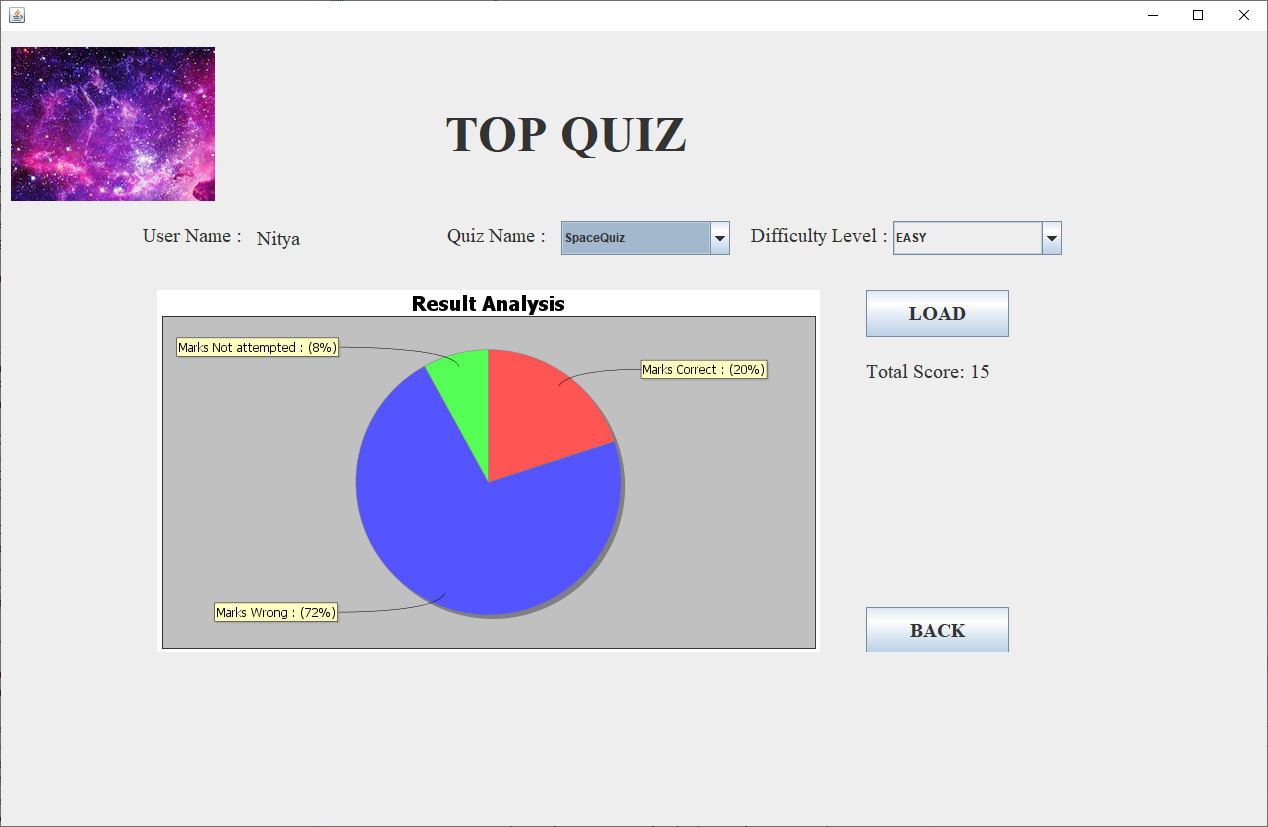 TOP QUIZ
User Name : Nitya Quiz Name : SpaceQuiz Difficulty Level : EASY
Result Analysis
Marks Not attempted : (8%)
Marks Correct : (20%)
Marks Wrong : (72%)
LOAD
Total Score: 15
BACK